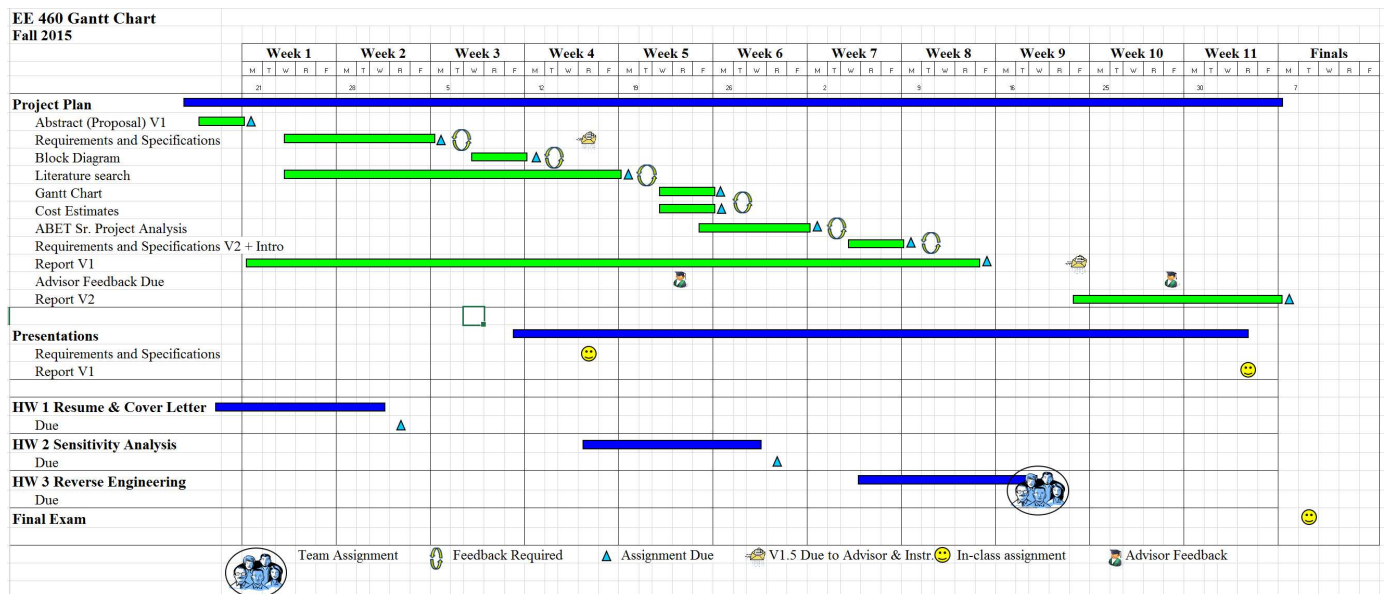 EE 460 Gantt Chart
Fall 2015
Week 1 Week 2 Week 3 Week 4 Week 5 Week 6 Week 7 Week 8 Week 9 Week 10 Week 11 Finals
M T W R F M T W R F M T W R F M T W R F M T W R F M T W R F M T W R F M T W R F M T W R F M T W R F M T W R F M T W R F
21 28 5 12 19 26 2 9 16 25 30 7
Project Plan
Abstract (Proposal) V1
Requirements and Specifications
Block Diagram
Literature search
Gantt Chart
Cost Estimates
ABET Sr. Project Analysis
Requirements and Specifications V2 + Intro
Report V1
Advisor Feedback Due
Report V2
Presentations
Requirements and Specifications
Report V1
HW 1 Resume & Cover Letter
Due
HW 2 Sensitivity Analysis
Due
HW 3 Reverse Engineering
Due
Final Exam
Team Assignment Feedback Required Assignment Due V1.5 Due to Advisor & Instr. In-class assignment Advisor Feedback